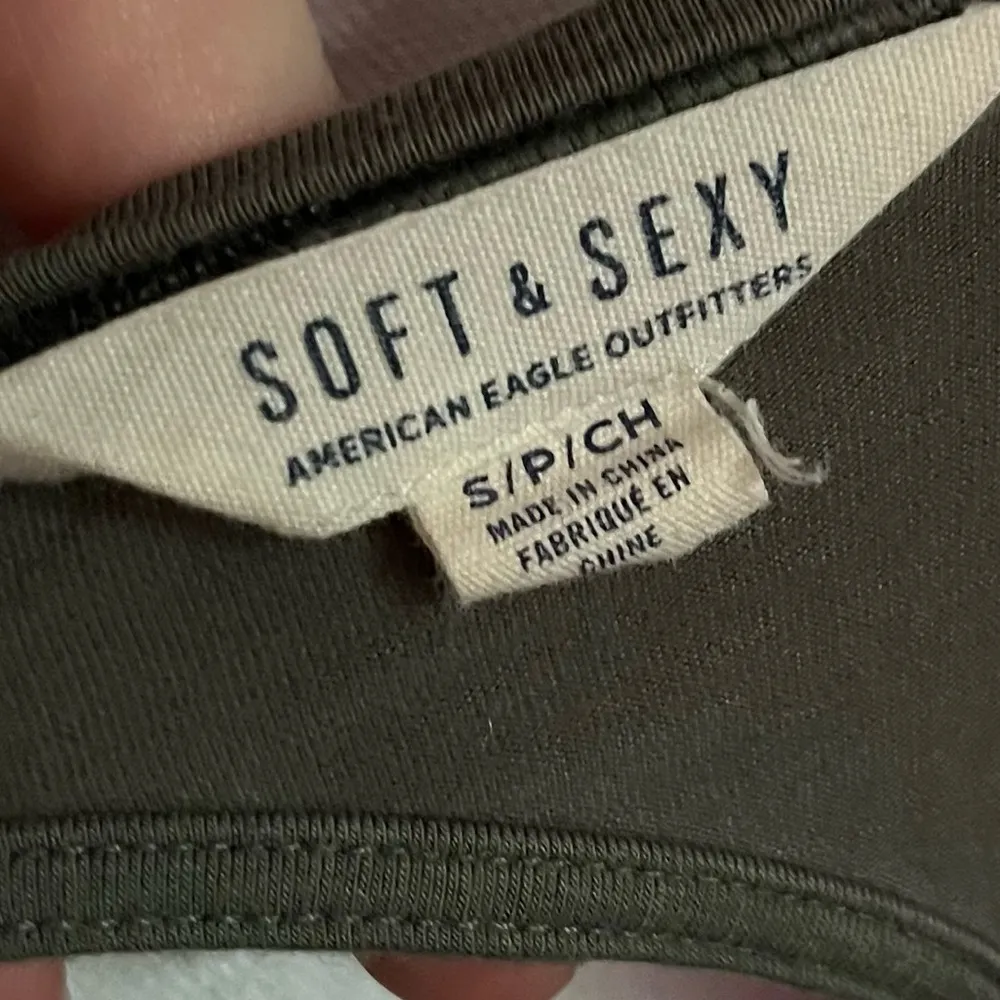 SOFT & SEXY
AMERICAN EAGLE OUTFITTERS
S/P/CH
MADE IN CHINA
FABRIQUÉ EN
CHINE